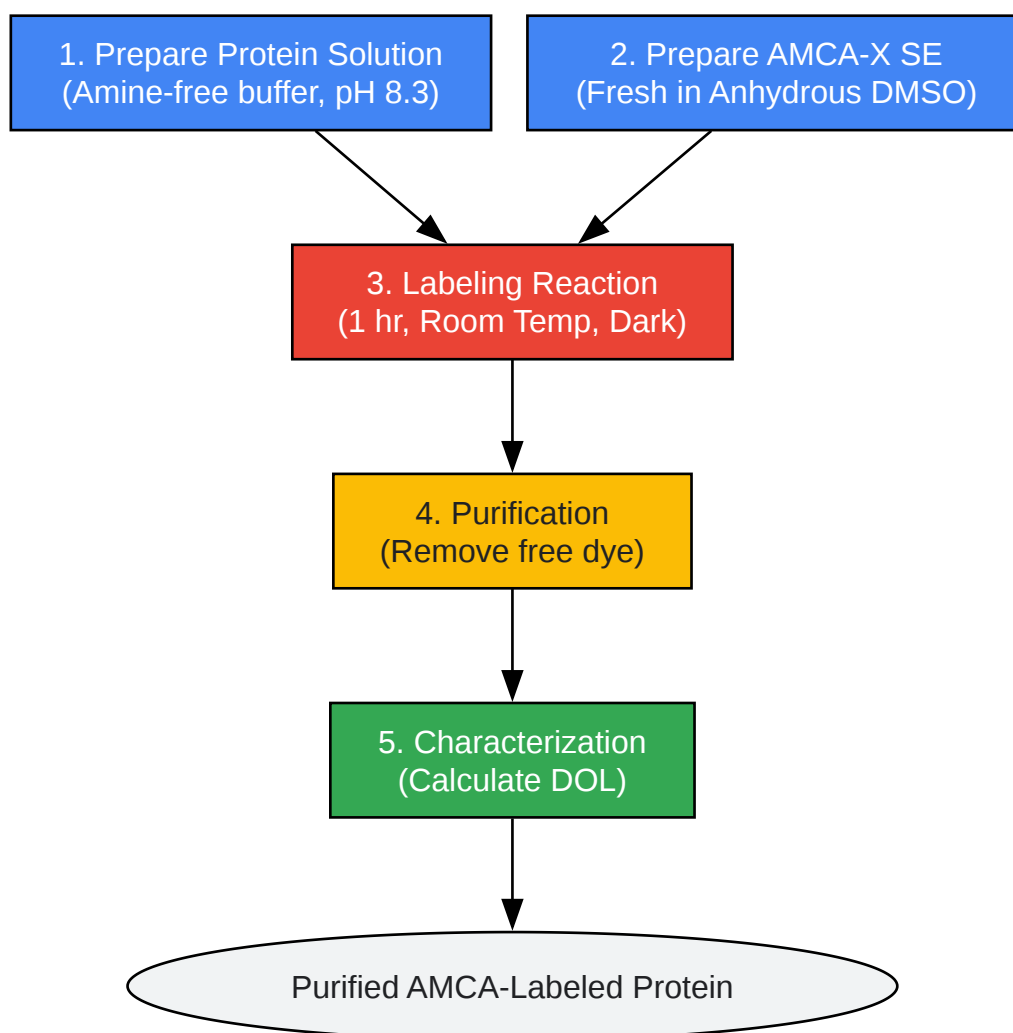 1. Prepare Protein Solution
(Amine-free buffer, pH 8.3)
2. Prepare AMCA-X SE
(Fresh in Anhydrous DMSO)
3. Labeling Reaction
(1 hr, Room Temp, Dark)
4. Purification
(Remove free dye)
5. Characterization
(Calculate DOL)
Purified AMCA-Labeled Protein